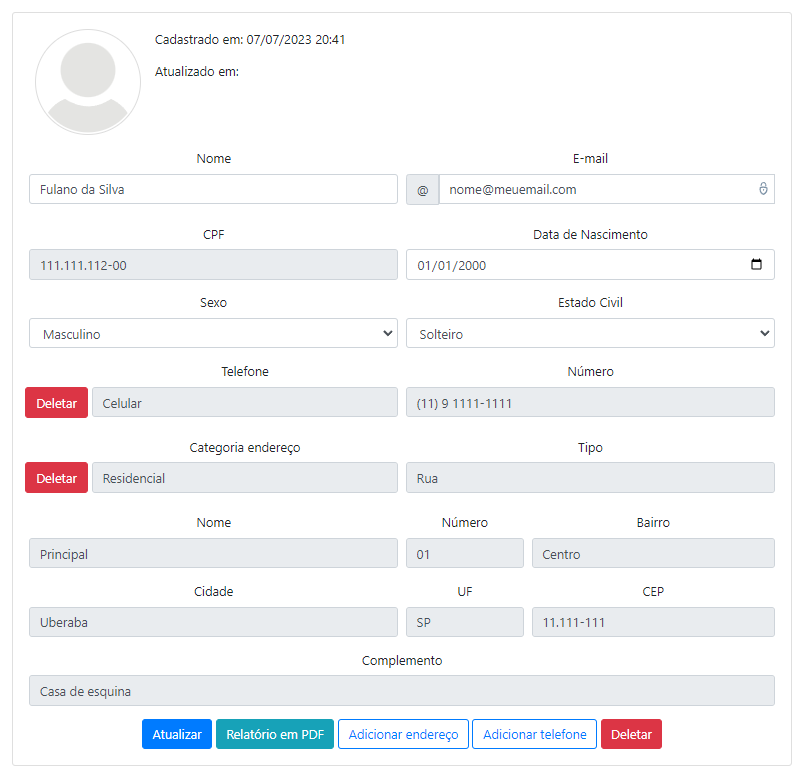 Cadastrado em: 07/07/2023 20:41
Atualizado em:
Nome E-mail
Fulano da Silva @ nome@meuemail.com
CPF Data de Nascimento
111.111.112-00 01/01/2000
Sexo Estado Civil
Masculino Solteiro
Telefone Número
Deletar Celular (11) 9 1111-1111
Categoria endereço Tipo
Deletar Residencial Rua
Nome Número Bairro
Principal 01 Centro
Cidade UF CEP
Uberaba SP 11.111-111
Complemento
Casa de esquina
Atualizar Relatório em PDF Adicionar endereço Adicionar telefone Deletar